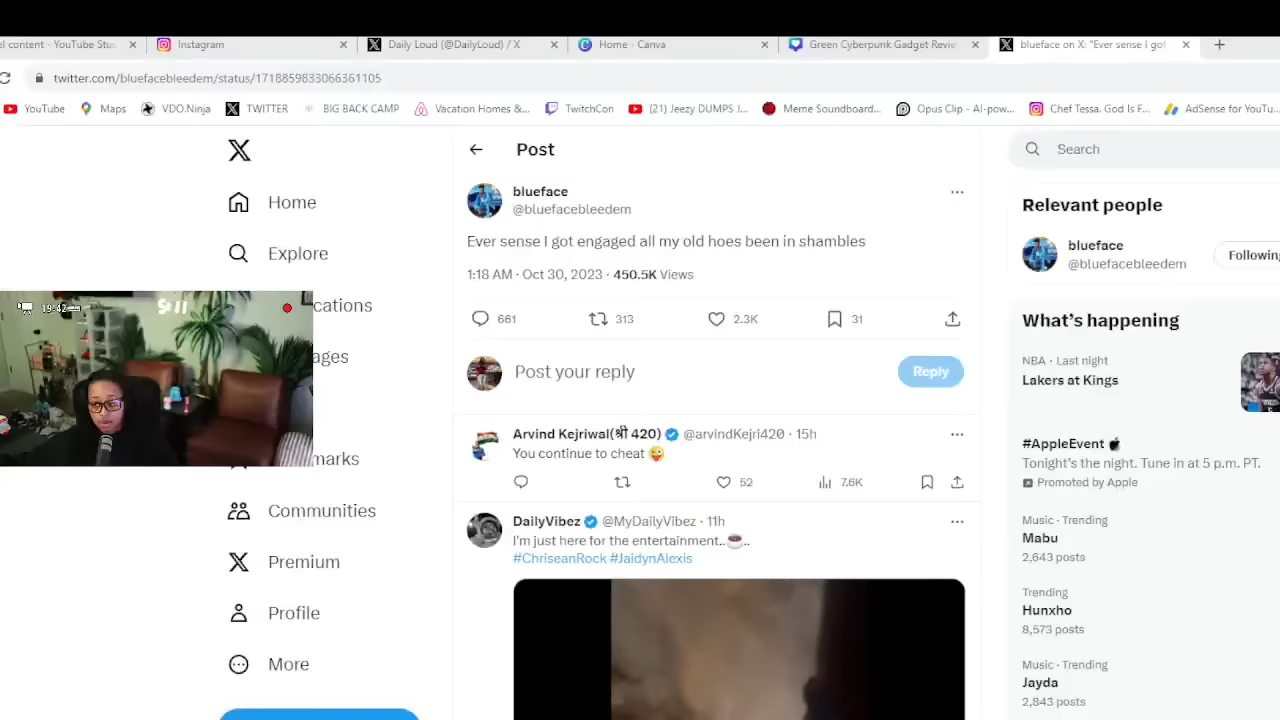 el content - YouTube Stuc
Instagram
Daily Loud (@DailyLoud) / X
Home - Canva
Green Cyberpunk Gadget Revie
blueface on X: "Ever sense I got
twitter.com/bluefacebleedem/status/1718859833066361105
YouTube
Maps
VDO.Ninja
TWITTER
BIG BACK CAMP
Vacation Homes &...
TwitchCon
(21) Jeezy DUMPS J...
Meme Soundboard...
Opus Clip - AI-pow...
Chef Tessa. God Is F...
AdSense for YouTu...
Home
Explore
cations
ages
marks
Communities
Premium
Profile
More
19:42
Post
blueface
@bluefacebleedem
Ever sense I got engaged all my old hoes been in shambles
1:18 AM · Oct 30, 2023 · 450.5K Views
661 313 2.3K 31
Post your reply
Reply
Arvind Kejriwal(श्री 420) @arvindKejri420 · 15h
You continue to cheat 😜
52 7.6K
DailyVibez @MyDailyVibez · 11h
I'm just here for the entertainment..☕..
#ChriseanRock #JaidynAlexis
Search
Relevant people
blueface
@bluefacebleedem
Following
What's happening
NBA · Last night
Lakers at Kings
#AppleEvent
Tonight's the night. Tune in at 5 p.m. PT.
Promoted by Apple
Music · Trending
Mabu
2,643 posts
Trending
Hunxho
8,573 posts
Music · Trending
Jayda
2,843 posts